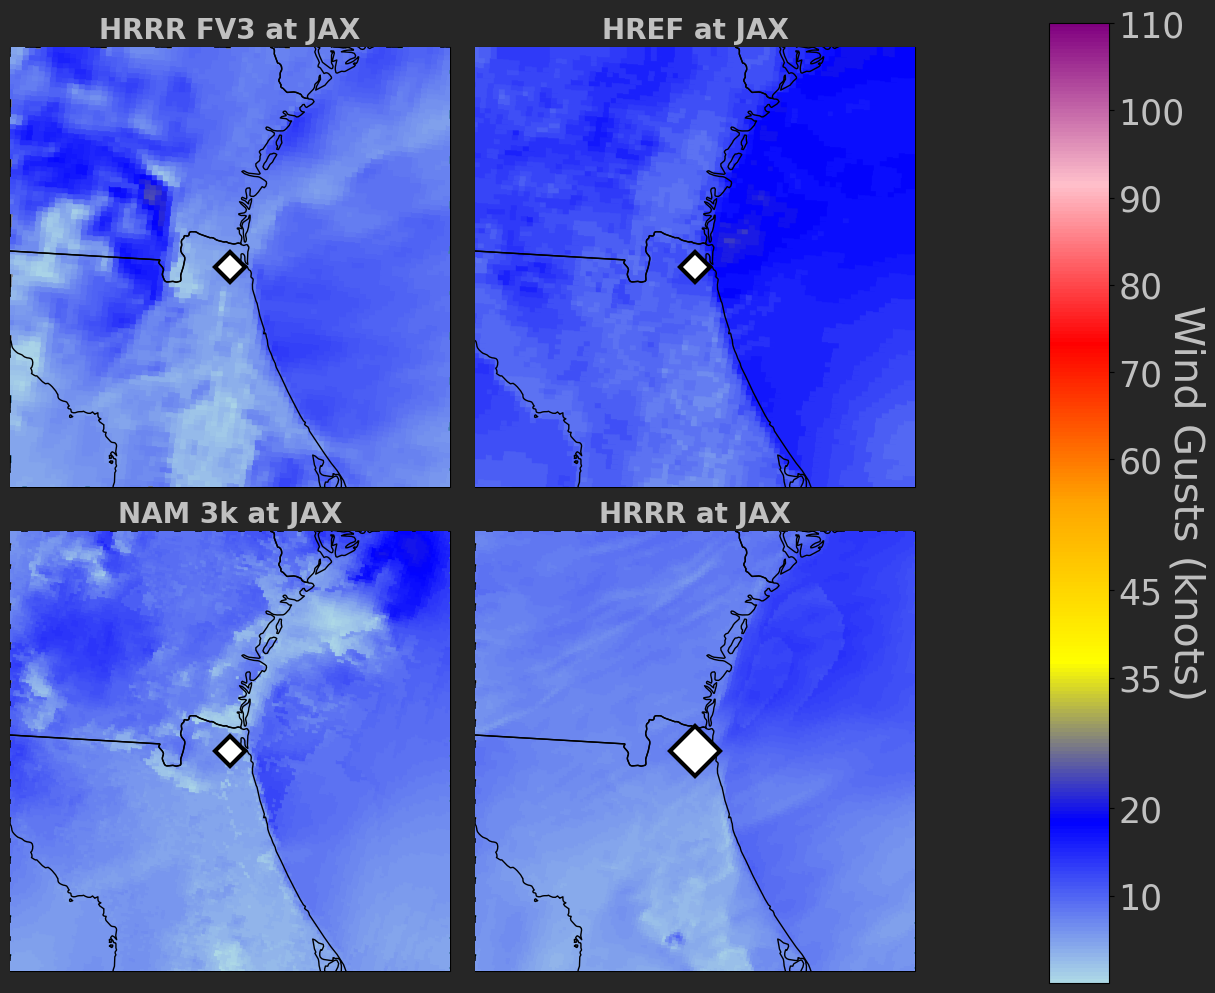 HRRR FV3 at JAX
HREF at JAX
NAM 3k at JAX
HRRR at JAX
110
100
90
80
70
60
45
35
20
10
Wind Gusts (knots)